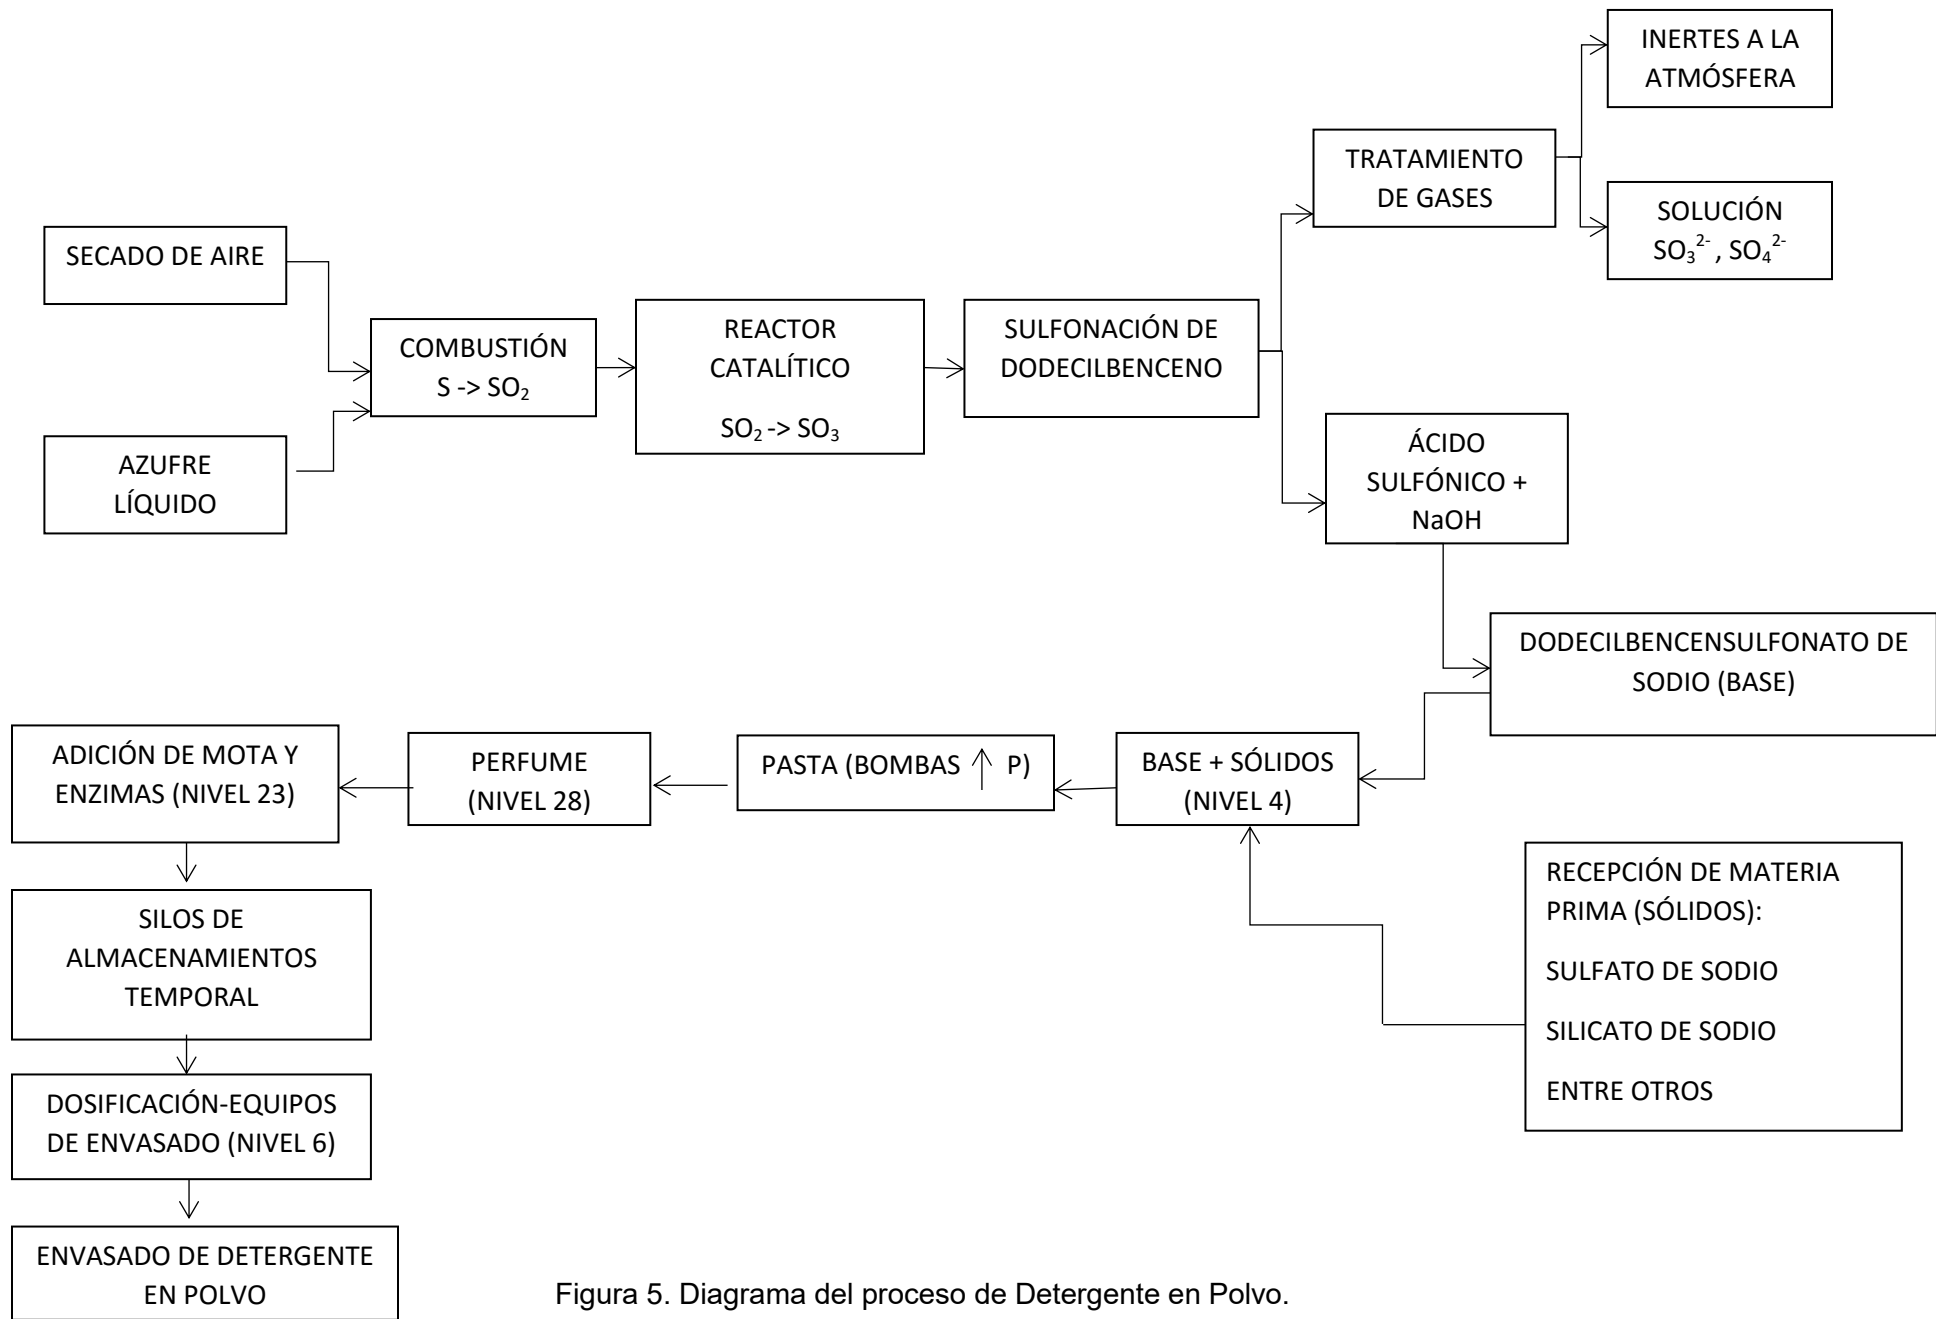 INERTES A LA
ATMÓSFERA
TRATAMIENTO
DE GASES
SOLUCIÓN
SO₃²⁻ , SO₄²⁻
SECADO DE AIRE
COMBUSTIÓN
S -> SO₂
REACTOR
CATALÍTICO
SO₂ -> SO₃
SULFONACIÓN DE
DODECILBENCENO
AZUFRE
LÍQUIDO
ÁCIDO
SULFÓNICO +
NaOH
DODECILBENCENSULFONATO DE
SODIO (BASE)
ADICIÓN DE MOTA Y
ENZIMAS (NIVEL 23)
PERFUME
(NIVEL 28)
PASTA (BOMBAS ↑ P)
BASE + SÓLIDOS
(NIVEL 4)
RECEPCIÓN DE MATERIA
PRIMA (SÓLIDOS):
SULFATO DE SODIO
SILICATO DE SODIO
ENTRE OTROS
SILOS DE
ALMACENAMIENTOS
TEMPORAL
DOSIFICACIÓN-EQUIPOS
DE ENVASADO (NIVEL 6)
ENVASADO DE DETERGENTE
EN POLVO
Figura 5. Diagrama del proceso de Detergente en Polvo.